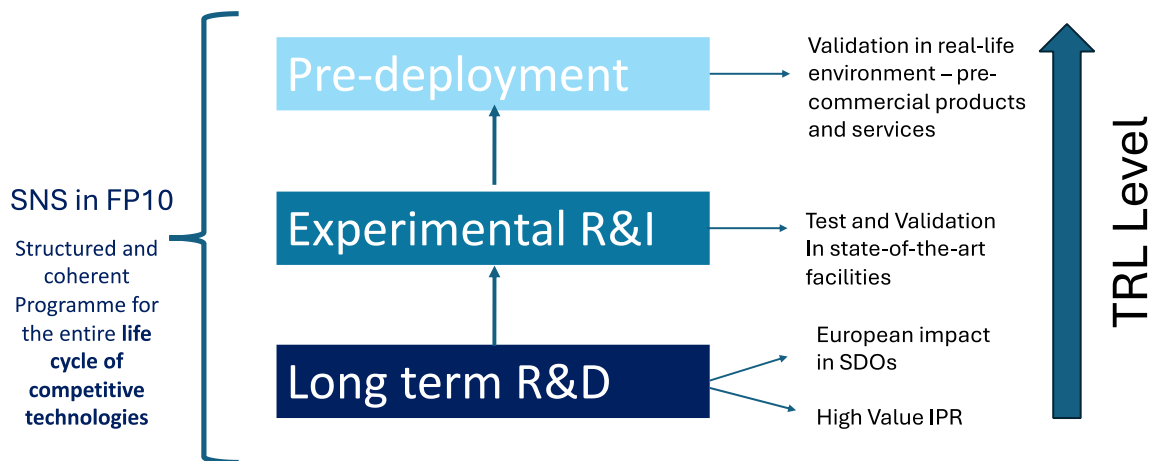 SNS in FP10
Structured and
coherent
Programme for
the entire life
cycle of
competitive
technologies
Pre-deployment
Validation in real-life
environment – pre-
commercial products
and services
Experimental R&I
Test and Validation
In state-of-the-art
facilities
Long term R&D
European impact
in SDOs
High Value IPR
TRL Level